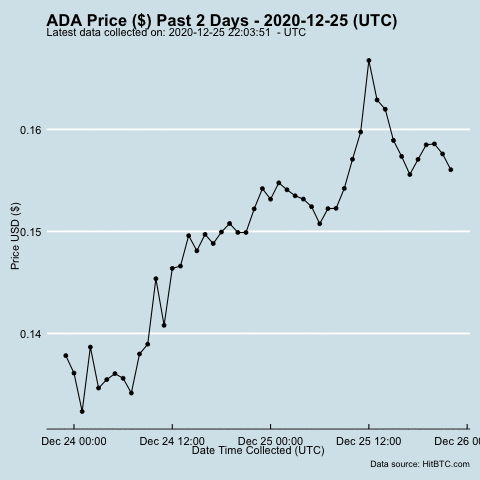 ADA Price ($) Past 2 Days - 2020-12-25 (UTC)
Latest data collected on: 2020-12-25 22:03:51 - UTC
0.16
0.15
0.14
Price USD ($)
Dec 24 00:00 Dec 24 12:00 Dec 25 00:00 Dec 25 12:00 Dec 26 0
Date Time Collected (UTC)
Data source: HitBTC.com